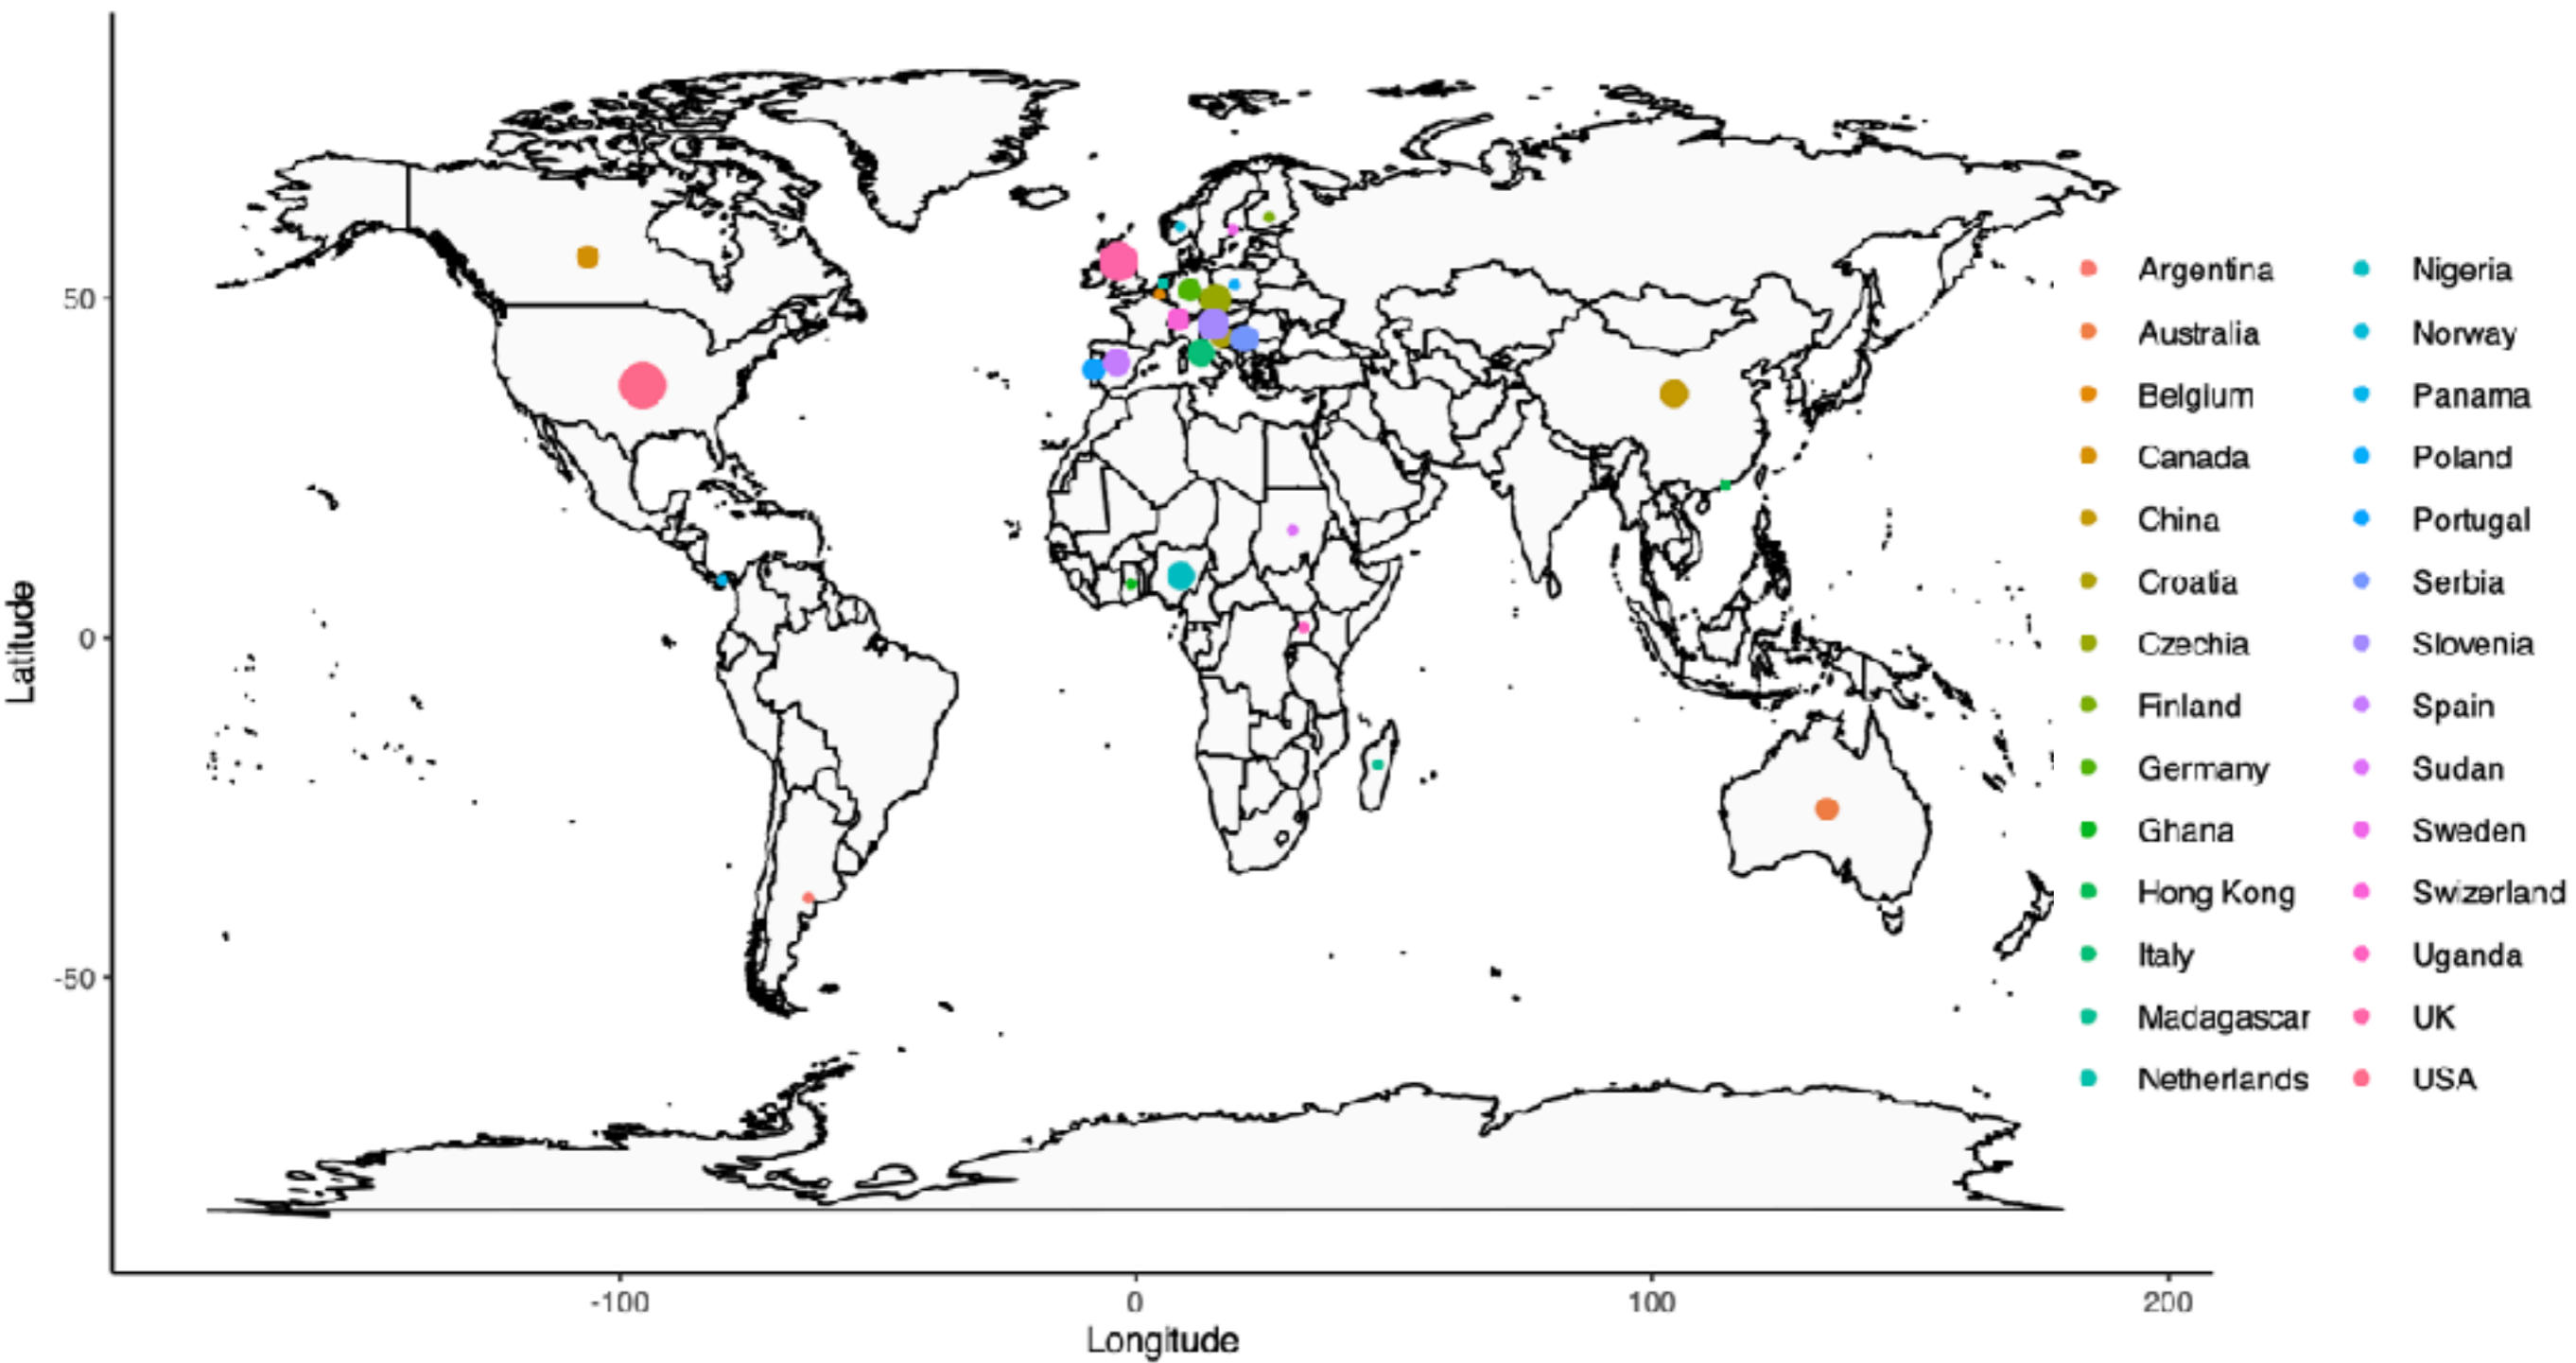 Latitude
50
0
-50
-100
0
100
200
Longitude
Argentina
Australia
Belgium
Canada
China
Croatia
Czechia
Finland
Germany
Ghana
Hong Kong
Italy
Madagascar
Netherlands
Nigeria
Norway
Panama
Poland
Portugal
Serbia
Slovenia
Spain
Sudan
Sweden
Swizerland
Uganda
UK
USA